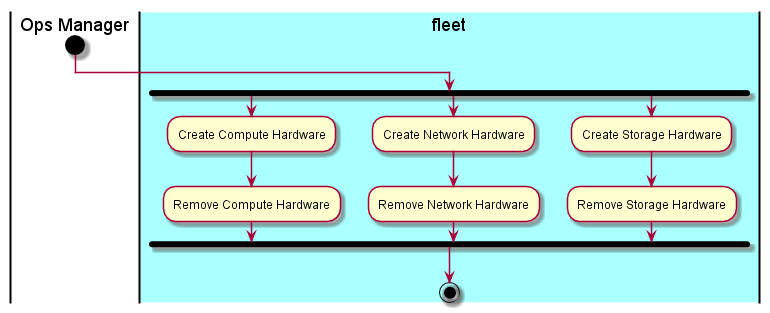 Ops Manager
fleet
Create Compute Hardware
Create Network Hardware
Create Storage Hardware
Remove Compute Hardware
Remove Network Hardware
Remove Storage Hardware